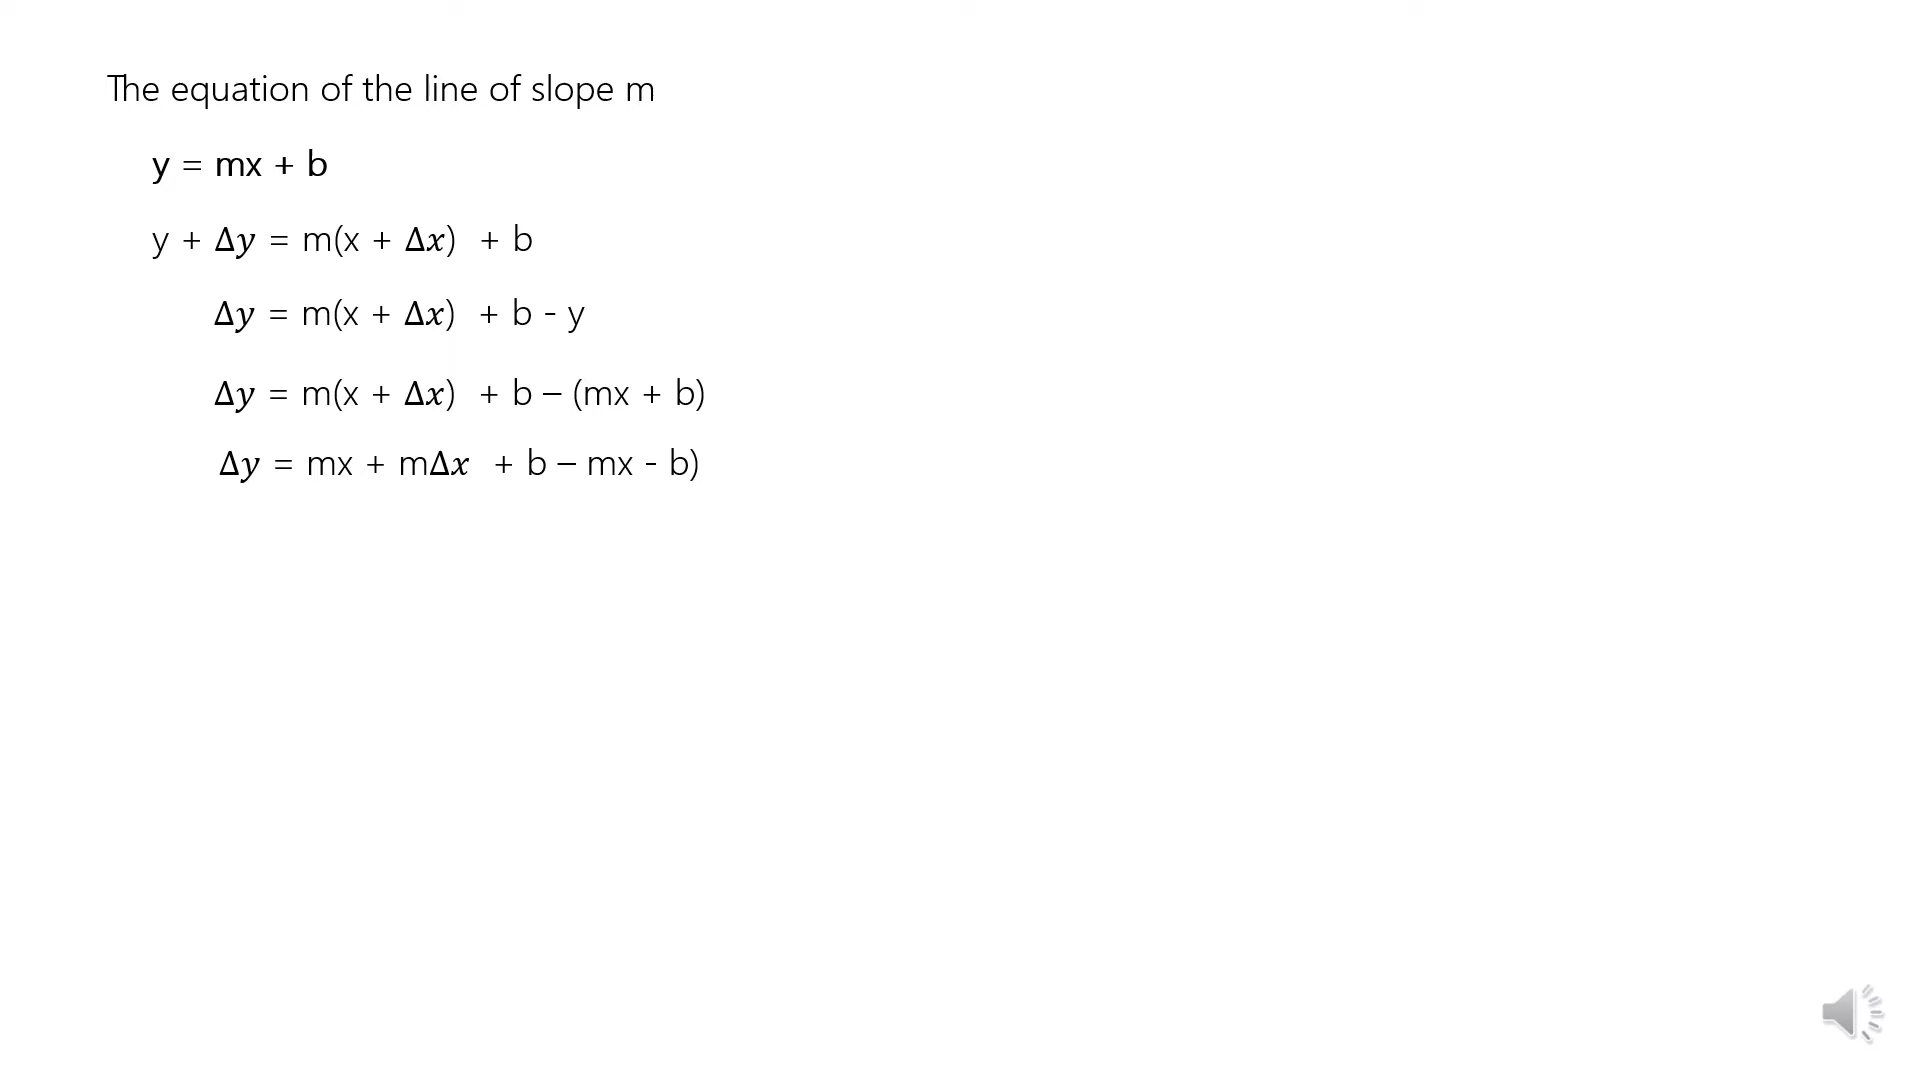 The equation of the line of slope m
y = mx + b
y + Δy = m(x + Δx) + b
Δy = m(x + Δx) + b - y
Δy = m(x + Δx) + b – (mx + b)
Δy = mx + mΔx + b – mx - b)